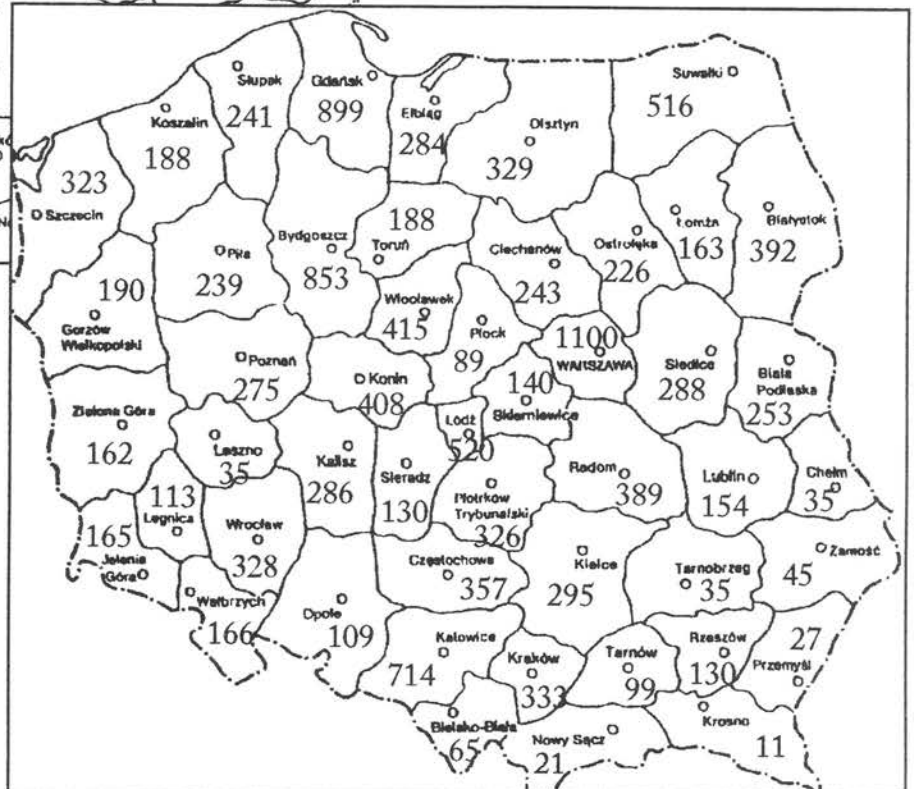 Słupsk
241
Gdańsk
899
Suwałki
516
Koszalin
188
Elbląg
284
Olsztyn
329
323
Szczecin
Piła
239
Bydgoszcz
853
188
Toruń
Ciechanów
243
Ostrołęka
226
Łomża
163
Białystok
392
190
Gorzów
Wielkopolski
Włocławek
415
Płock
89
1100
WARSZAWA
Siedlce
288
Biała
Podlaska
253
Poznań
275
Konin
408
140
Skierniewice
Zielona Góra
162
Leszno
35
Kalisz
286
Sieradz
130
Łódź
520
Piotrków
Trybunalski
326
Radom
389
Lublin
154
Chełm
35
113
Legnica
165
Jelenia
Góra
Wrocław
328
Wałbrzych
166
Opole
109
Częstochowa
357
Kielce
295
Tarnobrzeg
35
Zamość
45
Katowice
714
Kraków
333
Tarnów
99
Rzeszów
130
27
Przemyśl
Bielsko-Biała
65
Nowy Sącz
21
Krosno
11